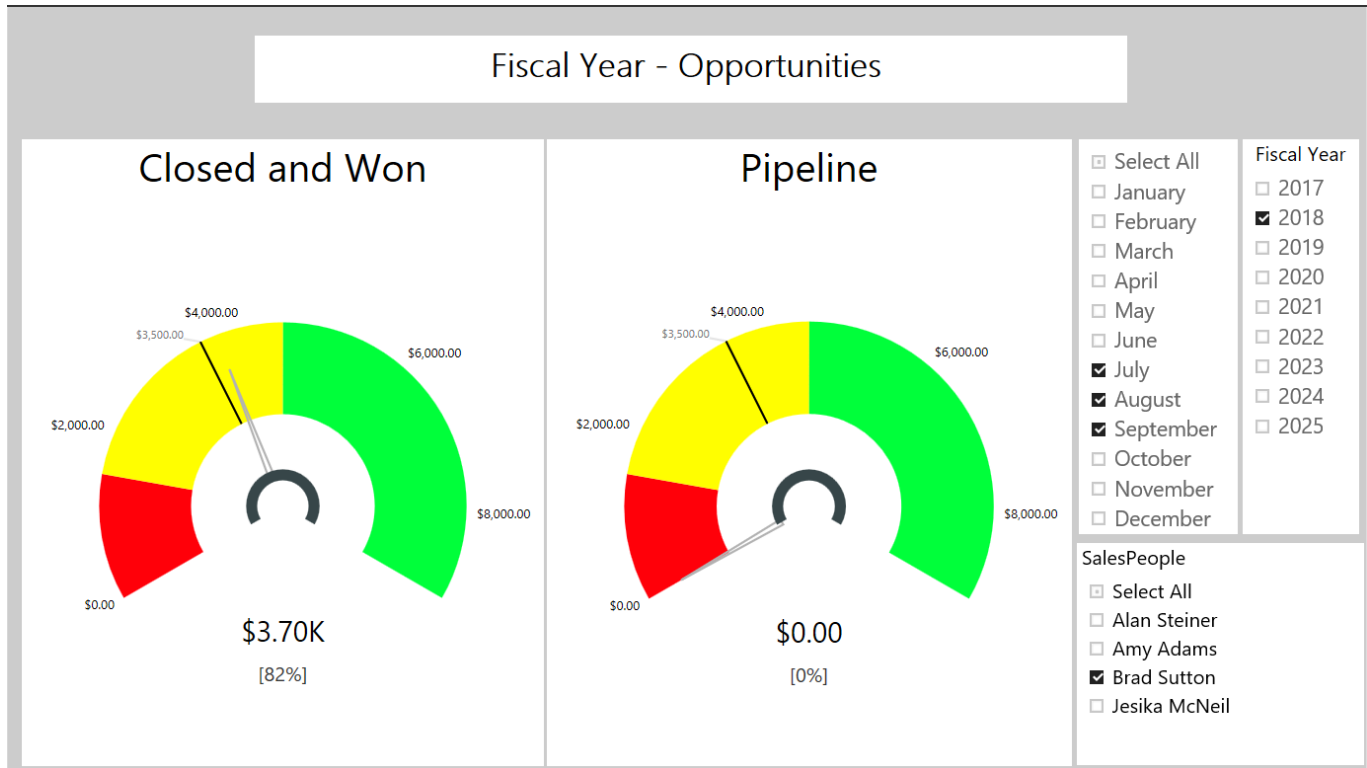 Fiscal Year - Opportunities
Closed and Won
$4,000.00
$3,500.00
$6,000.00
$2,000.00
$8,000.00
$0.00
$3.70K
[82%]
Pipeline
$4,000.00
$3,500.00
$6,000.00
$2,000.00
$8,000.00
$0.00
$0.00
[0%]
Select All
January
February
March
April
May
June
July
August
September
October
November
December
Fiscal Year
2017
2018
2019
2020
2021
2022
2023
2024
2025
SalesPeople
Select All
Alan Steiner
Amy Adams
Brad Sutton
Jesika McNeil